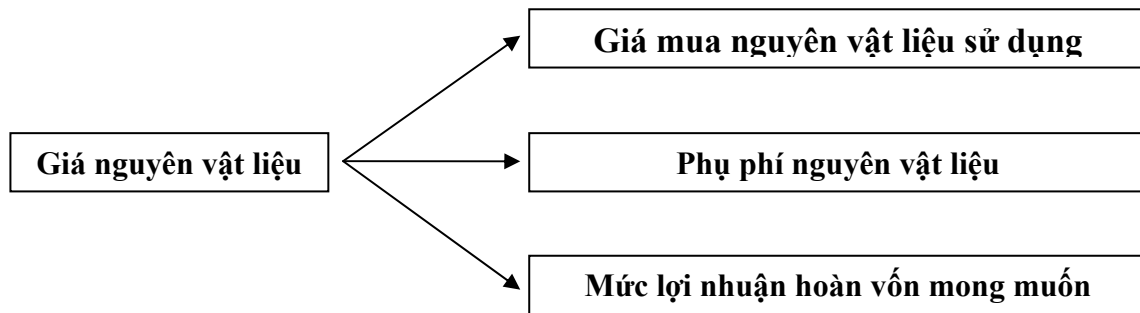 Giá mua nguyên vật liệu sử dụng
Giá nguyên vật liệu
Phụ phí nguyên vật liệu
Mức lợi nhuận hoàn vốn mong muốn